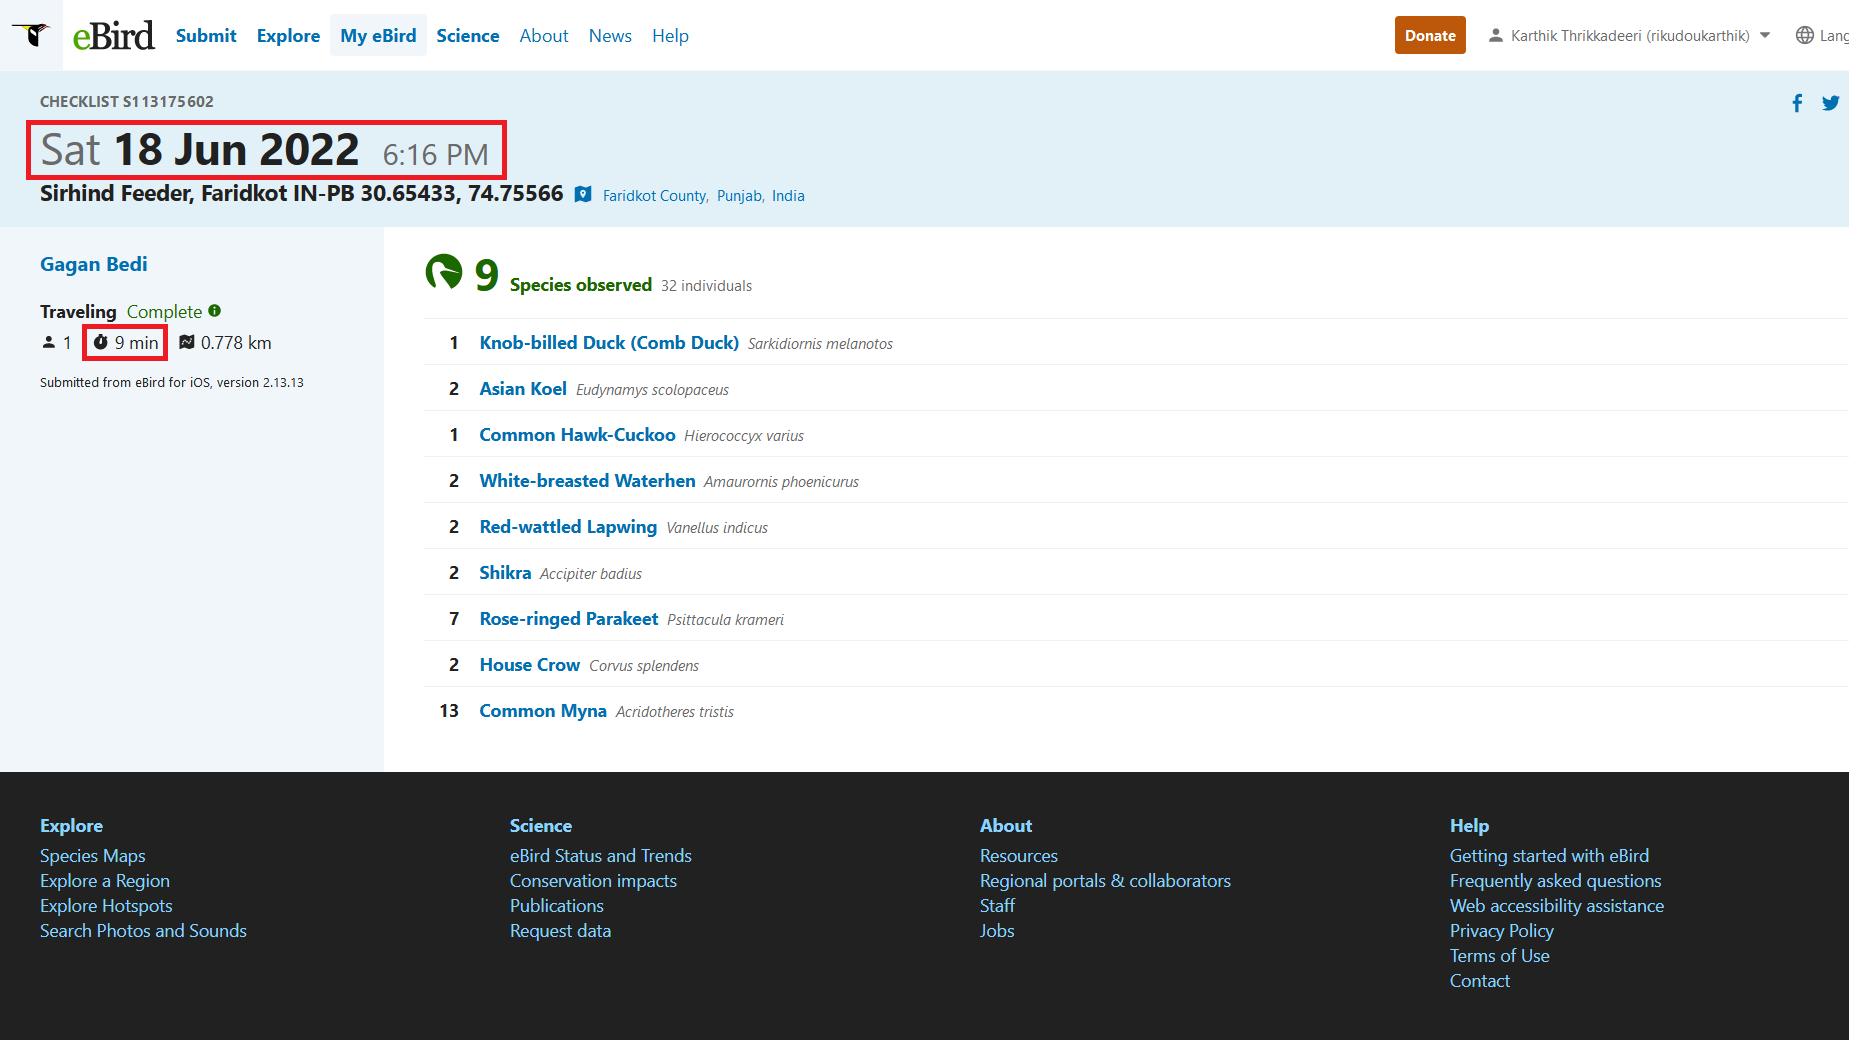 eBird Submit Explore My eBird Science About News Help Donate Karthik Thrikkadeeri (rikudoukarthik) Lang
CHECKLIST S113175602
Sat 18 Jun 2022 6:16 PM
Sirhind Feeder, Faridkot IN-PB 30.65433, 74.75566 Faridkot County, Punjab, India
Gagan Bedi
Traveling Complete
1 9 min 0.778 km
Submitted from eBird for iOS, version 2.13.13
9 Species observed 32 individuals
1 Knob-billed Duck (Comb Duck) Sarkidiornis melanotos
2 Asian Koel Eudynamys scolopaceus
1 Common Hawk-Cuckoo Hierococcyx varius
2 White-breasted Waterhen Amaurornis phoenicurus
2 Red-wattled Lapwing Vanellus indicus
2 Shikra Accipiter badius
7 Rose-ringed Parakeet Psittacula krameri
2 House Crow Corvus splendens
13 Common Myna Acridotheres tristis
Explore
Species Maps
Explore a Region
Explore Hotspots
Search Photos and Sounds
Science
eBird Status and Trends
Conservation impacts
Publications
Request data
About
Resources
Regional portals & collaborators
Staff
Jobs
Help
Getting started with eBird
Frequently asked questions
Web accessibility assistance
Privacy Policy
Terms of Use
Contact